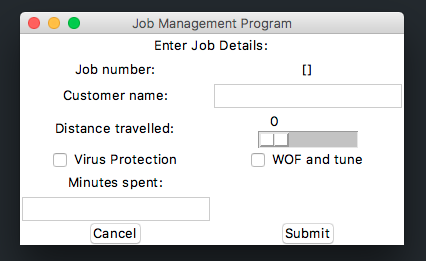 Job Management Program
Enter Job Details:
Job number: []
Customer name:
0
Distance travelled:
Virus Protection WOF and tune
Minutes spent:
Cancel Submit